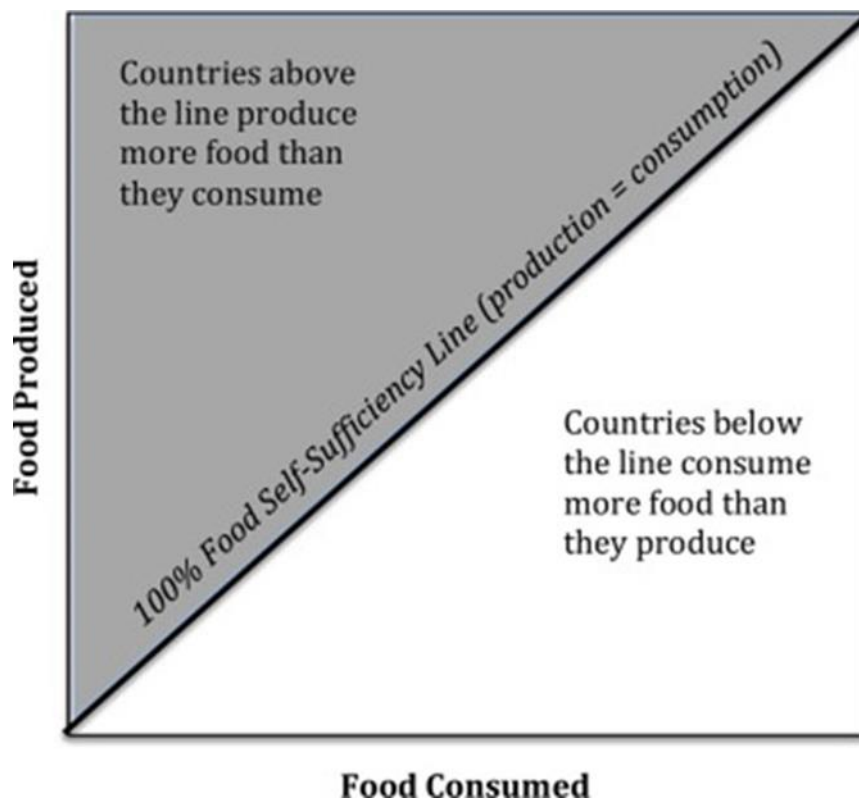 Countries above
the line produce
more food than
they consume
100% Food Self-Sufficiency Line (production = consumption)
Countries below
the line consume
more food than
they produce
Food Produced
Food Consumed